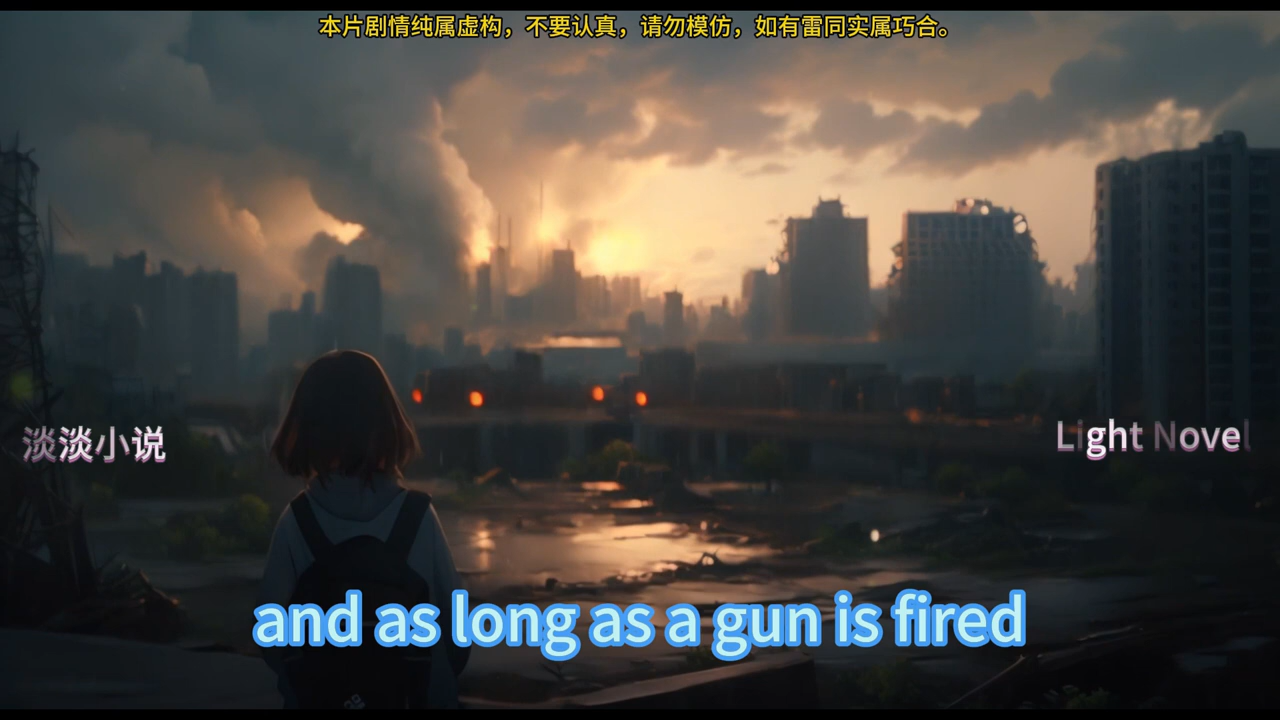 本片剧情纯属虚构，不要认真，请勿模仿，如有雷同实属巧合。
淡淡小说
Light Novel
and as long as a gun is fired